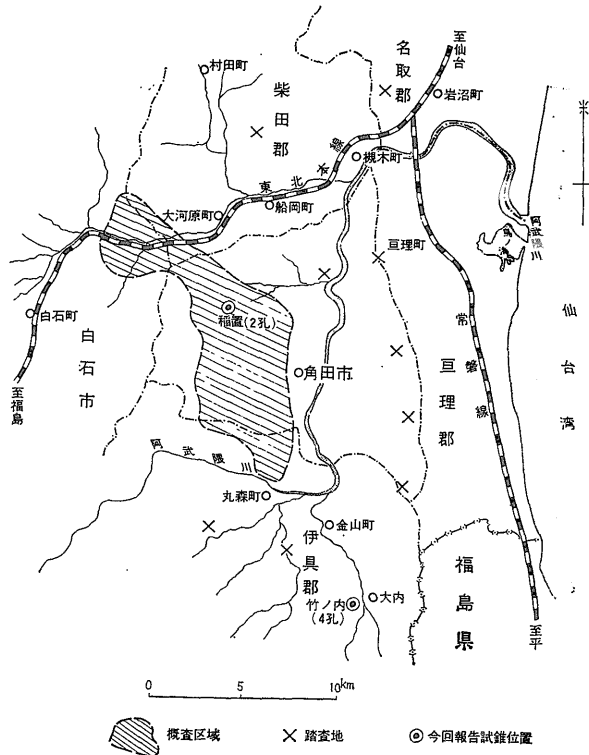 至仙台
名取郡
村田町
柴田郡
岩沼町
東北線
槻木町
大河原町
船岡町
亘理町
阿武隈川
白石町
稲置(2孔)
常磐線
仙台湾
白石市
角田市
亘理郡
至福島
阿武隈川
丸森町
金山町
伊具郡
福島県
竹ノ内
(4孔)
大内
至平
0 5 10km
概査区域
踏査地
今回報告試錐位置